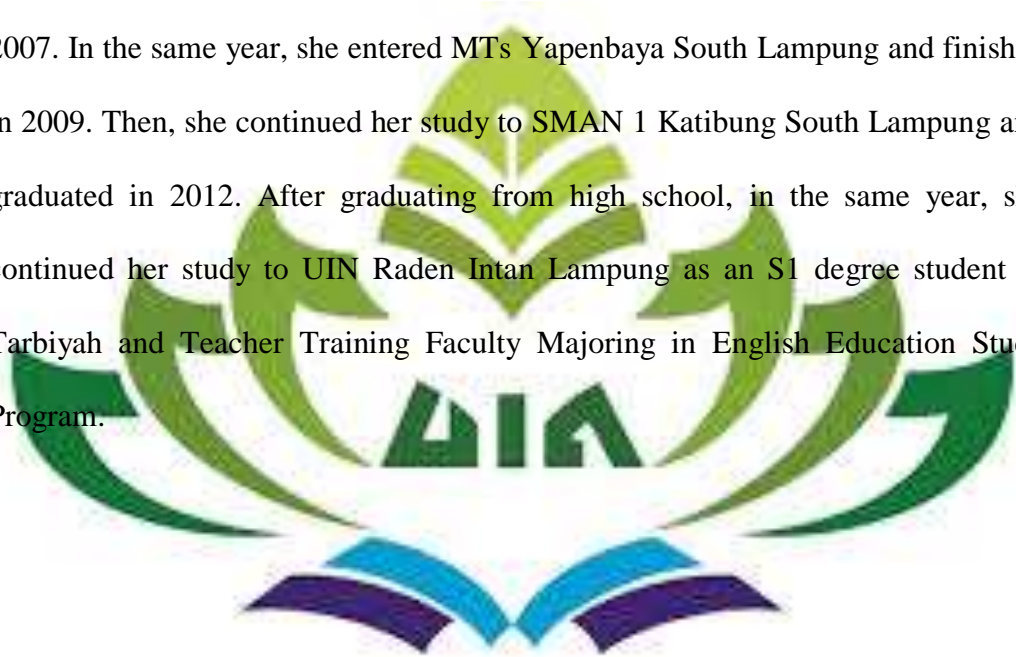 2007. In the same year, she entered MTs Yapenbaya South Lampung and finish
in 2009. Then, she continued her study to SMAN 1 Katibung South Lampung a
graduated in 2012. After graduating from high school, in the same year, s
continued her study to UIN Raden Intan Lampung as an S1 degree student
Tarbiyah and Teacher Training Faculty Majoring in English Education Stu
Program.
UIN